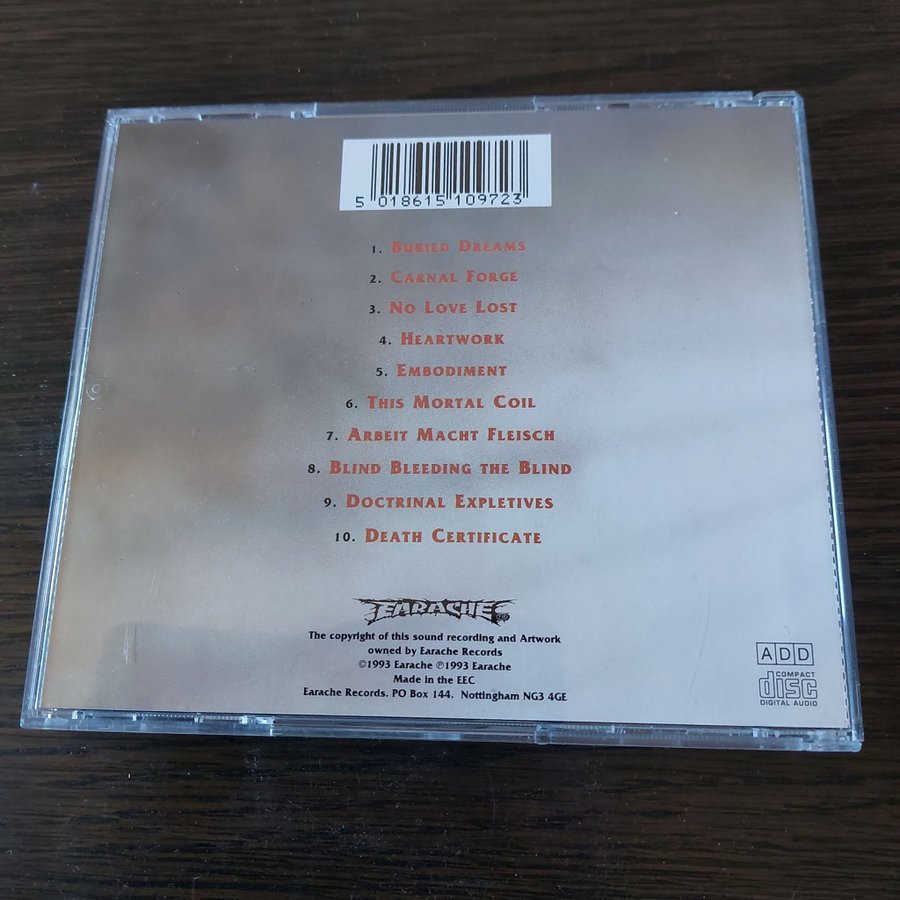 5 018615 109723
1. BURIED DREAMS
2. CARNAL FORGE
3. NO LOVE LOST
4. HEARTWORK
5. EMBODIMENT
6. THIS MORTAL COIL
7. ARBEIT MACHT FLEISCH
8. BLIND BLEEDING THE BLIND
9. DOCTRINAL EXPLETIVES
10. DEATH CERTIFICATE
EARACHE
The copyright of this sound recording and Artwork
owned by Earache Records
©1993 Earache ℗1993 Earache
Made in the EEC
Earache Records. PO Box 144. Nottingham NG3 4GE
ADD
COMPACT
disc
DIGITAL AUDIO